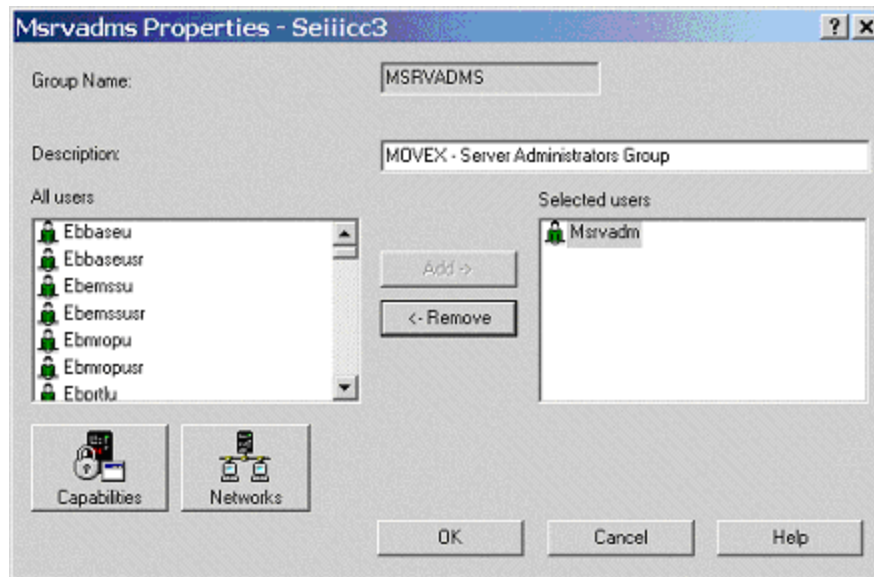 Msrvadms Properties - Seiiicc3
Group Name:
MSRVADMS
Description:
MOVEX - Server Administrators Group
All users
Selected users
Ebbaseu
Ebbaseusr
Ebemssu
Ebemssusr
Ebmropu
Ebmropusr
Ebortlu
Add ->
<- Remove
Msrvadm
Capabilities
Networks
OK
Cancel
Help